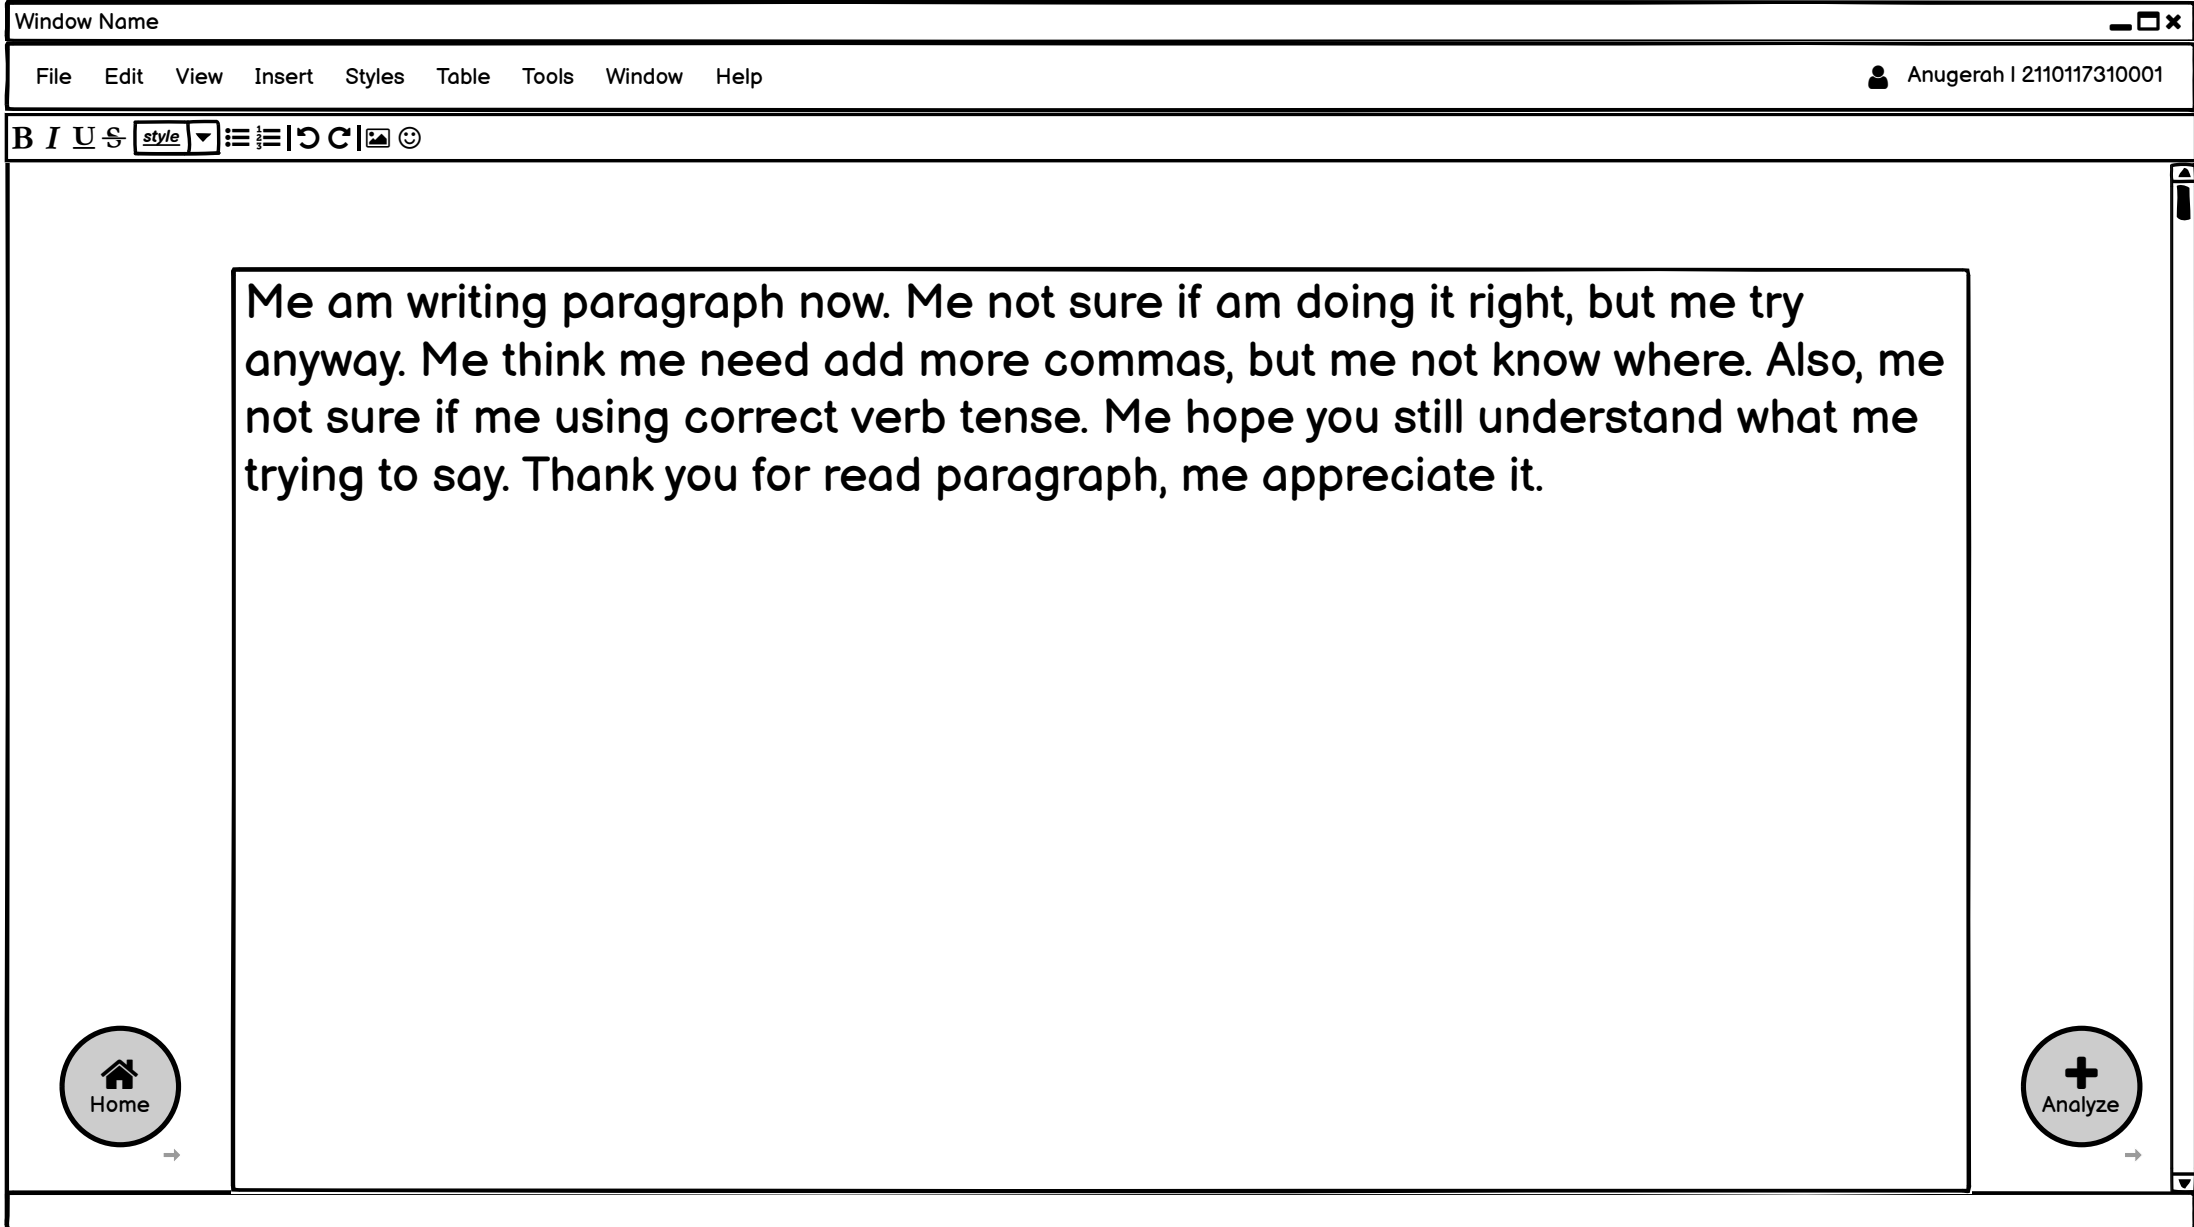 Window Name
File Edit View Insert Styles Table Tools Window Help Anugerah | 2110117310001
B I U S style
Me am writing paragraph now. Me not sure if am doing it right, but me try
anyway. Me think me need add more commas, but me not know where. Also, me
not sure if me using correct verb tense. Me hope you still understand what me
trying to say. Thank you for read paragraph, me appreciate it.
Home
Analyze